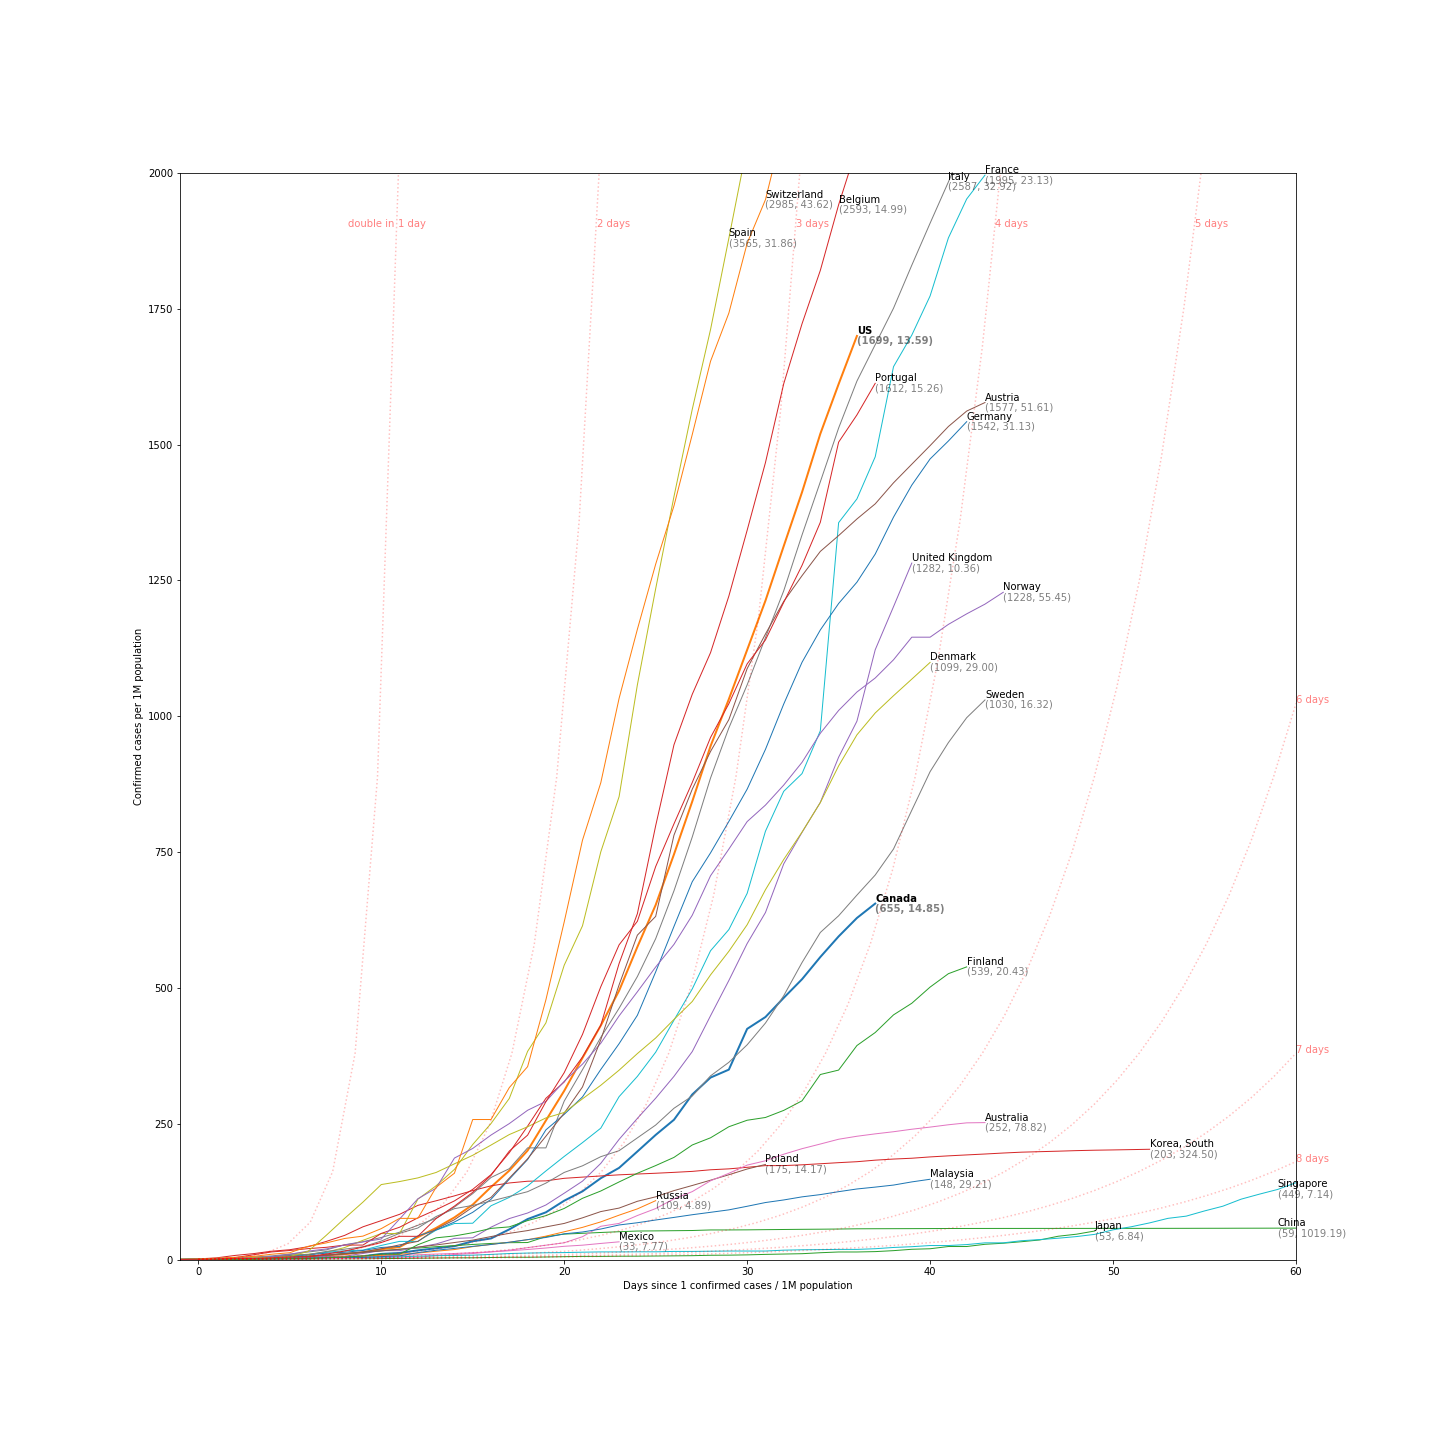 2000
1750
1500
1250
1000
750
500
250
0
Confirmed cases per 1M population
0
10
20
30
40
50
60
Days since 1 confirmed cases / 1M population
double in 1 day
2 days
3 days
4 days
5 days
6 days
7 days
8 days
France
(1995, 23.13)
Italy
(2587, 32.92)
Switzerland
(2985, 43.62)
Belgium
(2593, 14.99)
Spain
(3565, 31.86)
US
(1699, 13.59)
Portugal
(1612, 15.26)
Austria
(1577, 51.61)
Germany
(1542, 31.13)
United Kingdom
(1282, 10.36)
Norway
(1228, 55.45)
Denmark
(1099, 29.00)
Sweden
(1030, 16.32)
Canada
(655, 14.85)
Finland
(539, 20.43)
Australia
(252, 78.82)
Korea, South
(203, 324.50)
Poland
(175, 14.17)
Malaysia
(148, 29.21)
Singapore
(449, 7.14)
Russia
(109, 4.89)
China
(59, 1019.19)
Japan
(53, 6.84)
Mexico
(33, 7.77)